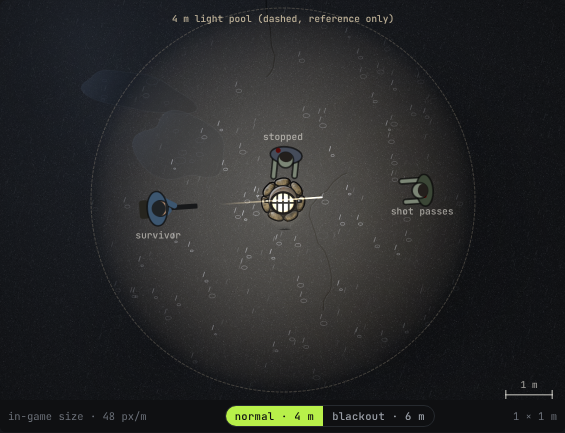 4 m light pool (dashed, reference only)
stopped
shot passes
survivor
1 m
in-game size · 48 px/m
normal · 4 m
blackout · 6 m
1 × 1 m